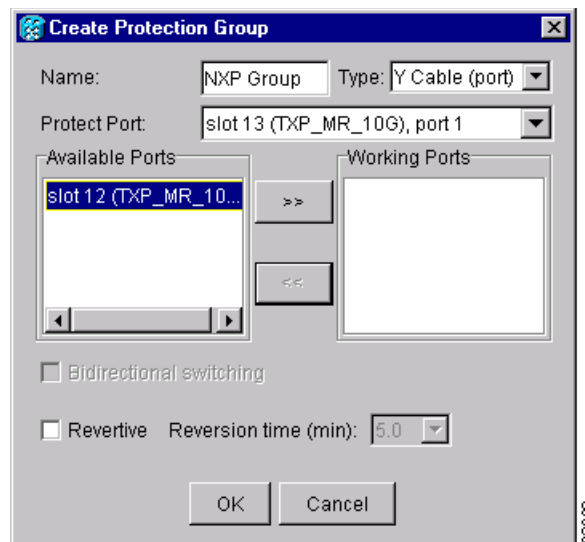 Create Protection Group
Name: NXP Group Type: Y Cable (port)
Protect Port: slot 13 (TXP_MR_10G), port 1
Available Ports Working Ports
slot 12 (TXP_MR_10...
>>
<<
Bidirectional switching
Revertive Reversion time (min): 5.0
OK Cancel